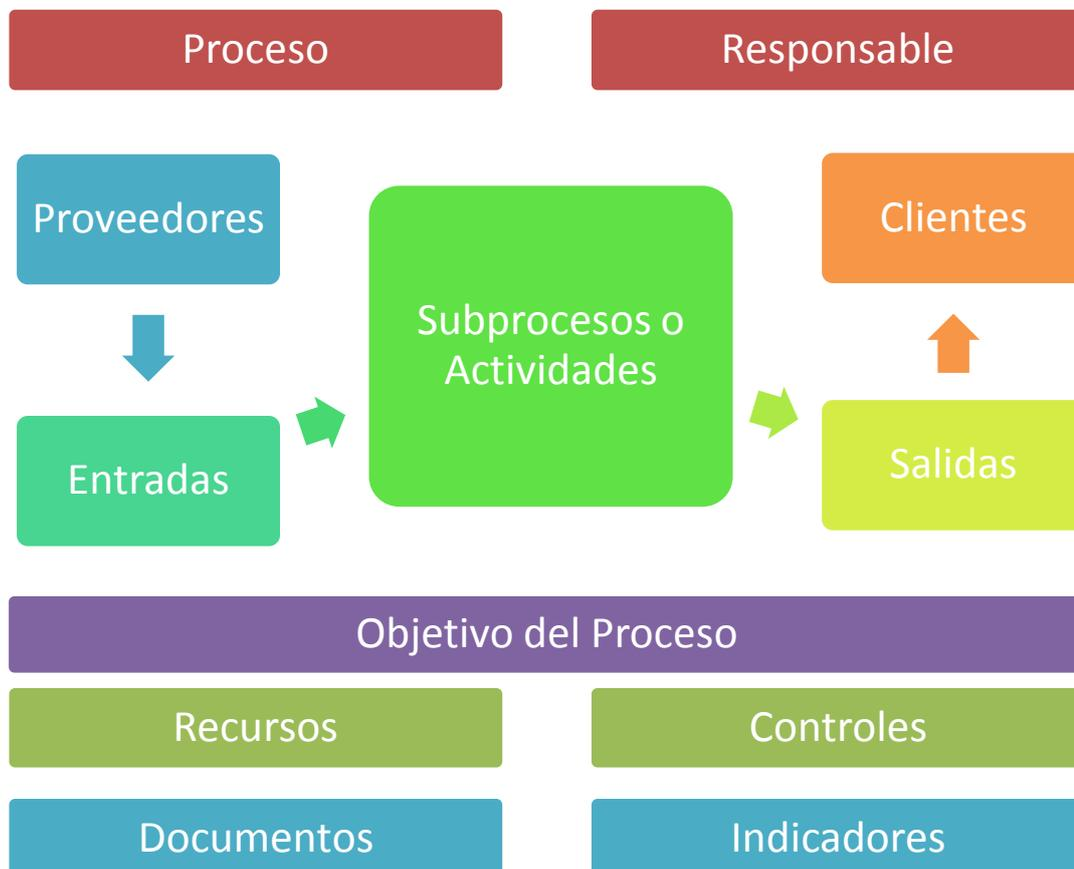 Proceso
Responsable
Proveedores
Clientes
Subprocesos o
Actividades
Entradas
Salidas
Objetivo del Proceso
Recursos
Controles
Documentos
Indicadores